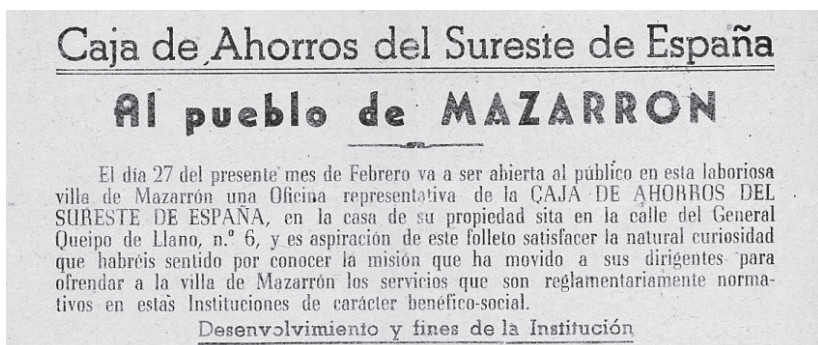 Caja de Ahorros del Sureste de España
Al pueblo de MAZARRON
El día 27 del presente mes de Febrero va a ser abierta al público en esta laboriosa
villa de Mazarrón una Oficina representativa de la CAJA DE AHORROS DEL
SURESTE DE ESPAÑA, en la casa de su propiedad sita en la calle del General
Queipo de Llano, n.º 6, y es aspiración de este folleto satisfacer la natural curiosidad
que habréis sentido por conocer la misión que ha movido a sus dirigentes para
ofrendar a la villa de Mazarrón los servicios que son reglamentariamente norma-
tivos en estas Instituciones de carácter benéfico-social.
Desenvolvimiento y fines de la Institución